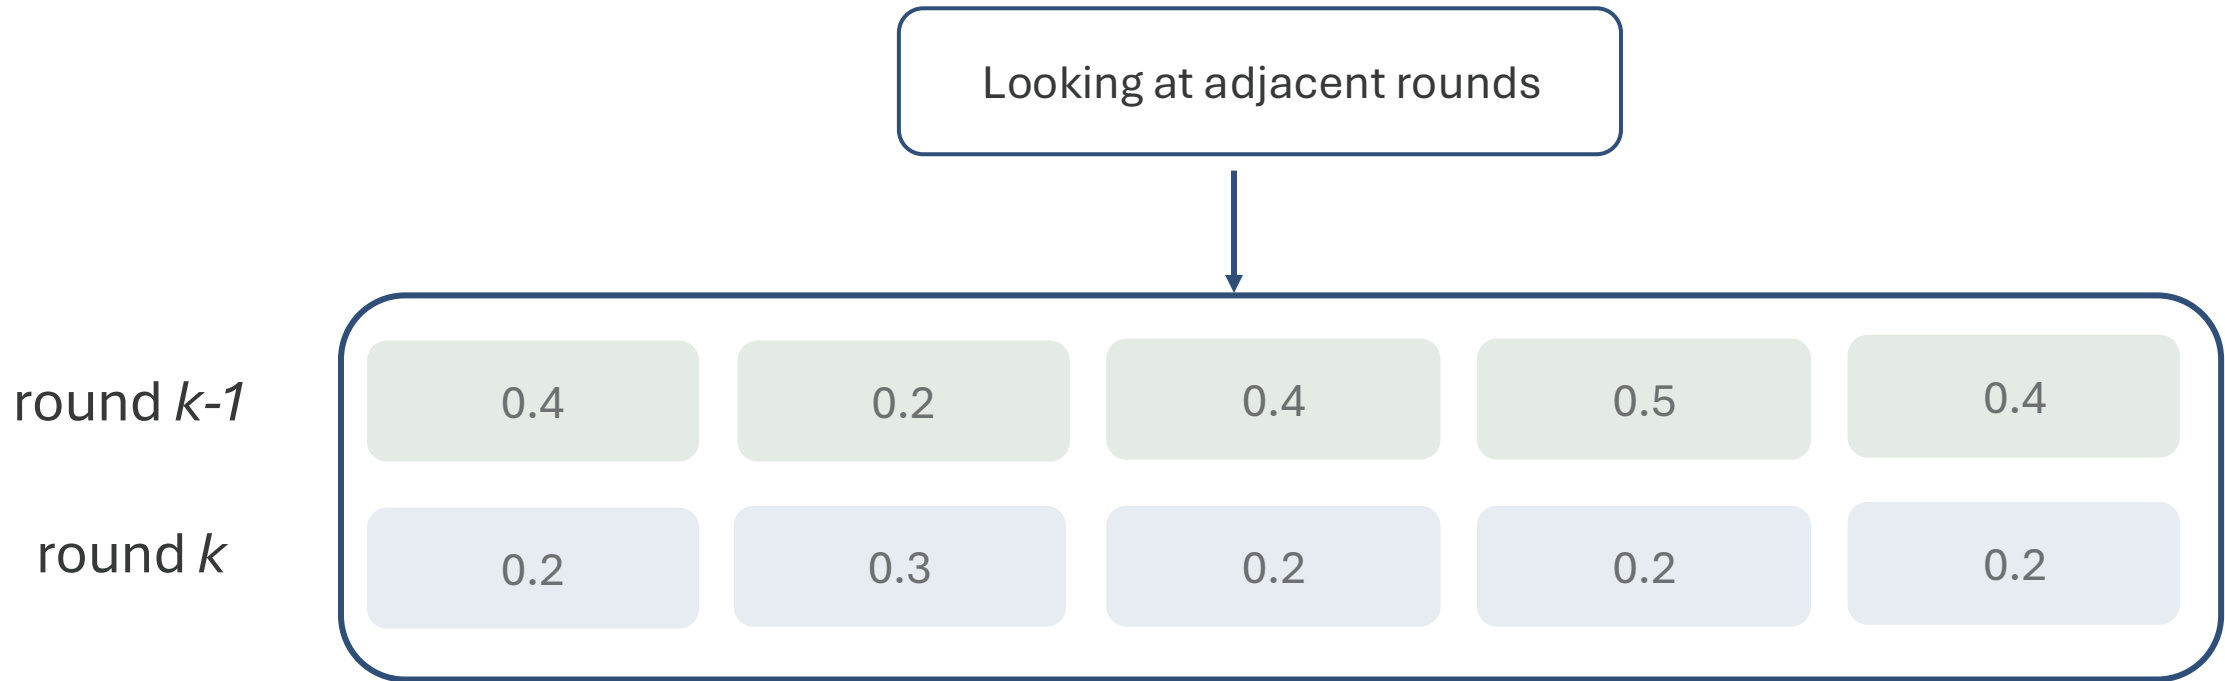 Looking at adjacent rounds
round k-1 0.4 0.2 0.4 0.5 0.4
round k 0.2 0.3 0.2 0.2 0.2